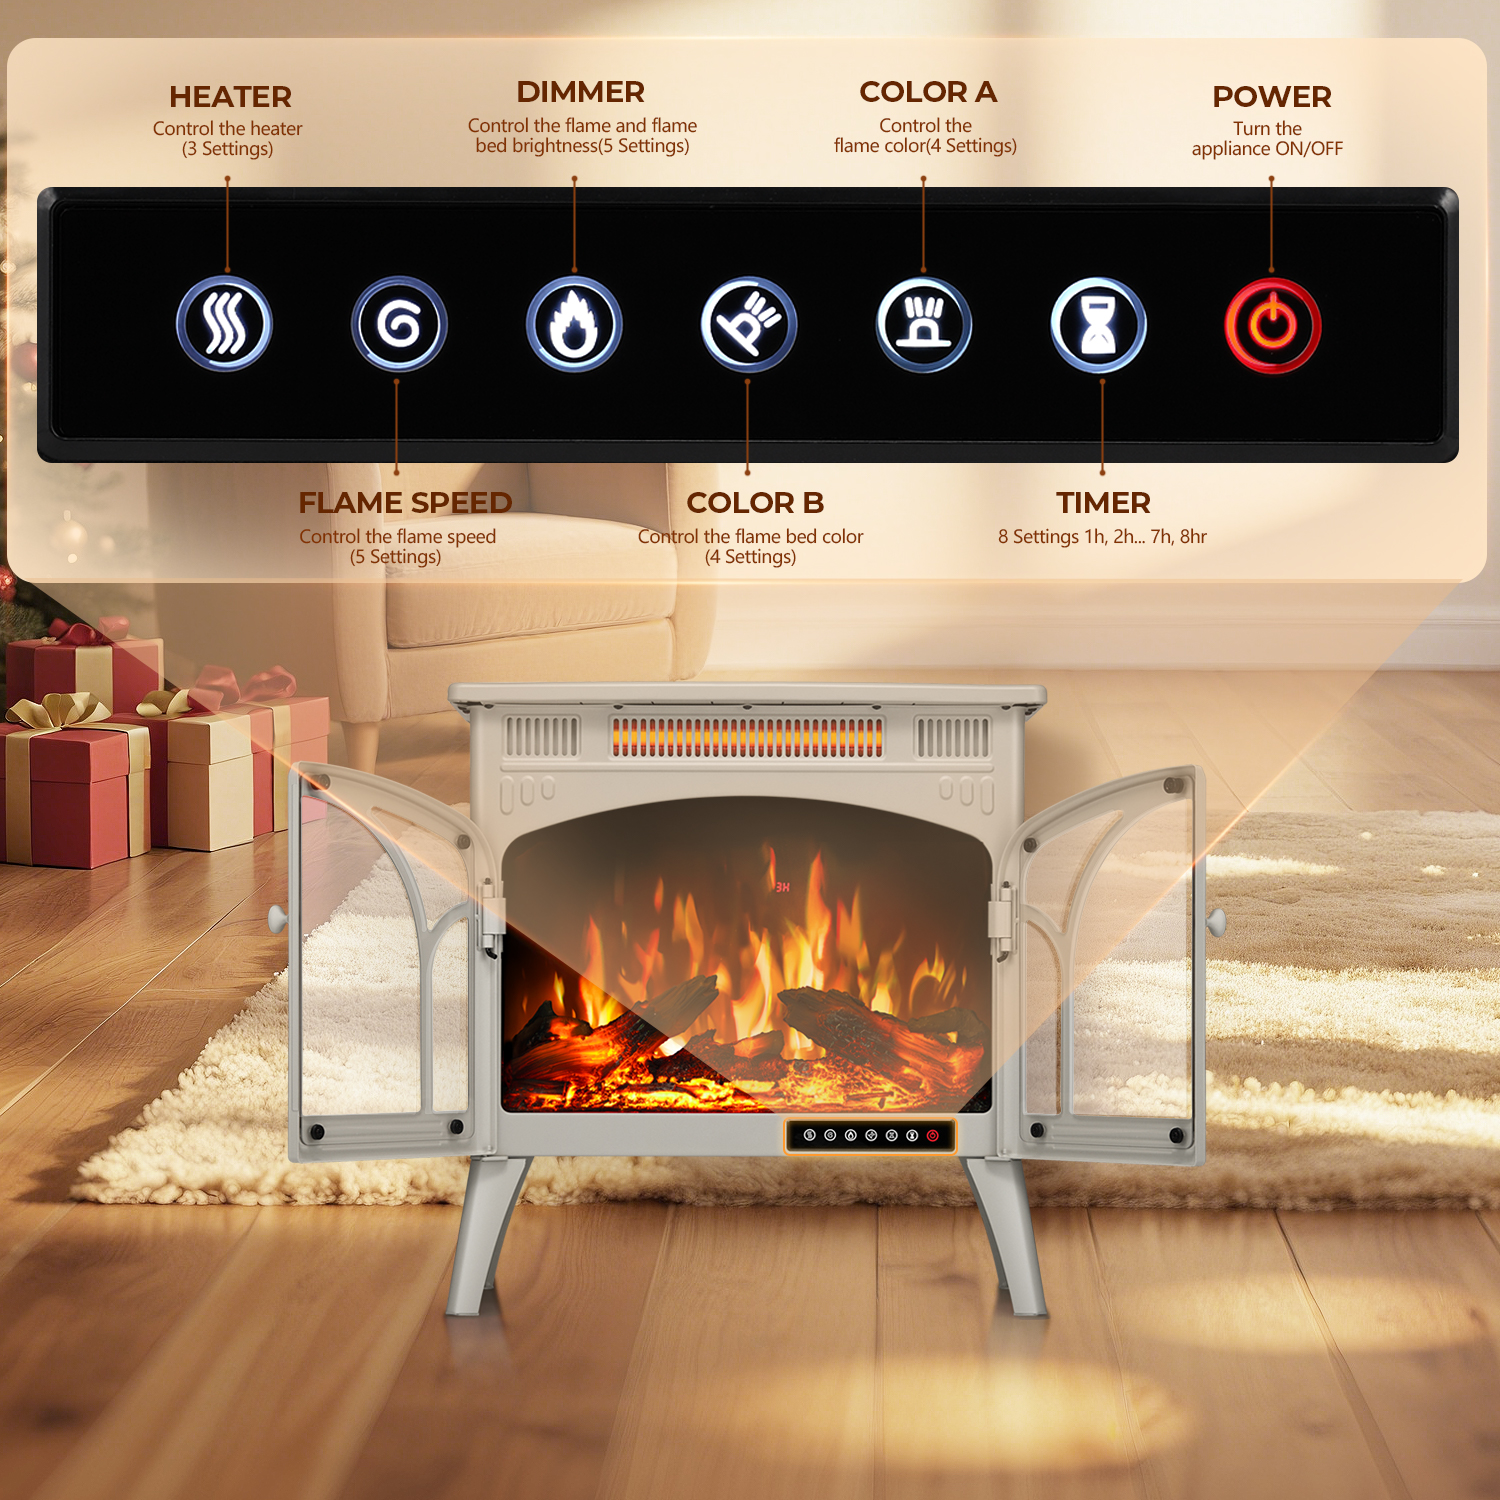 HEATER
Control the heater
(3 Settings)
DIMMER
Control the flame and flame
bed brightness(5 Settings)
COLOR A
Control the
flame color(4 Settings)
POWER
Turn the
appliance ON/OFF
FLAME SPEED
Control the flame speed
(5 Settings)
COLOR B
Control the flame bed color
(4 Settings)
TIMER
8 Settings 1h, 2h... 7h, 8hr
3H